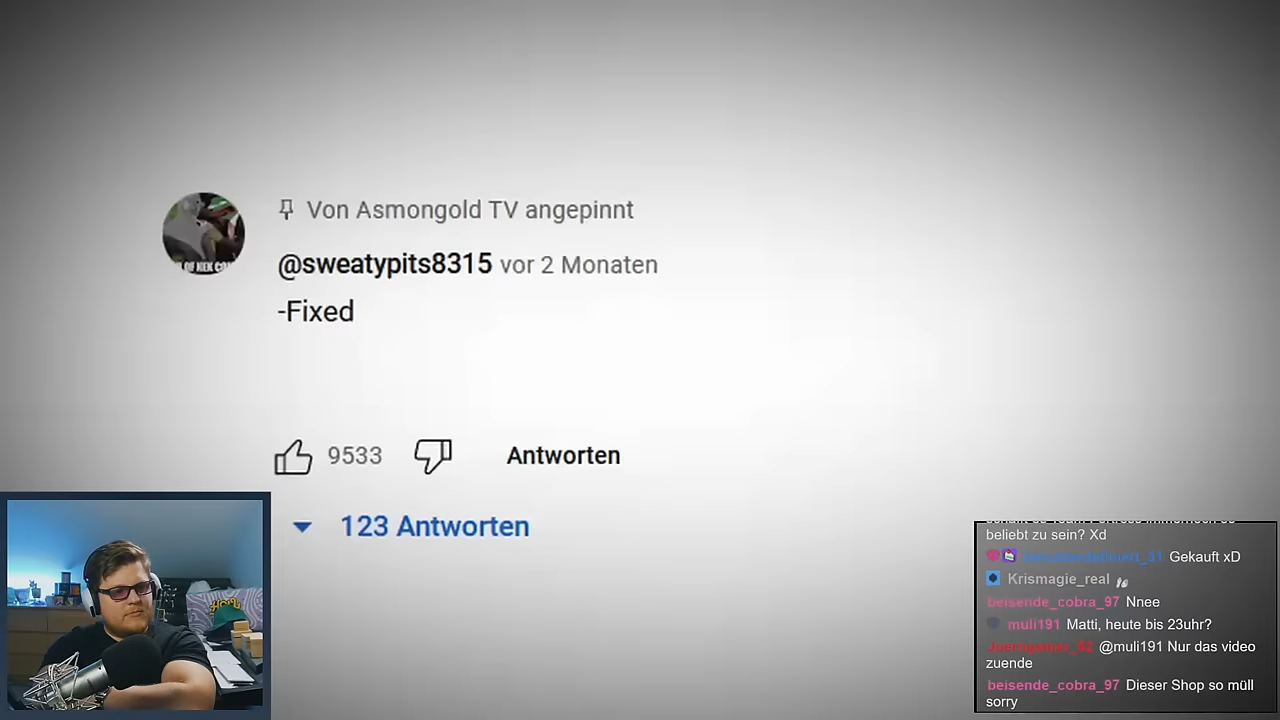 Von Asmongold TV angepinnt
@sweatypits8315 vor 2 Monaten
-Fixed
9533
Antworten
123 Antworten
beliebt zu sein? Xd
Gekauft xD
Krismagie_real
beisende_cobra_97 Nnee
muli191 Matti, heute bis 23uhr?
@muli191 Nur das video
zuende
beisende_cobra_97 Dieser Shop so müll
sorry